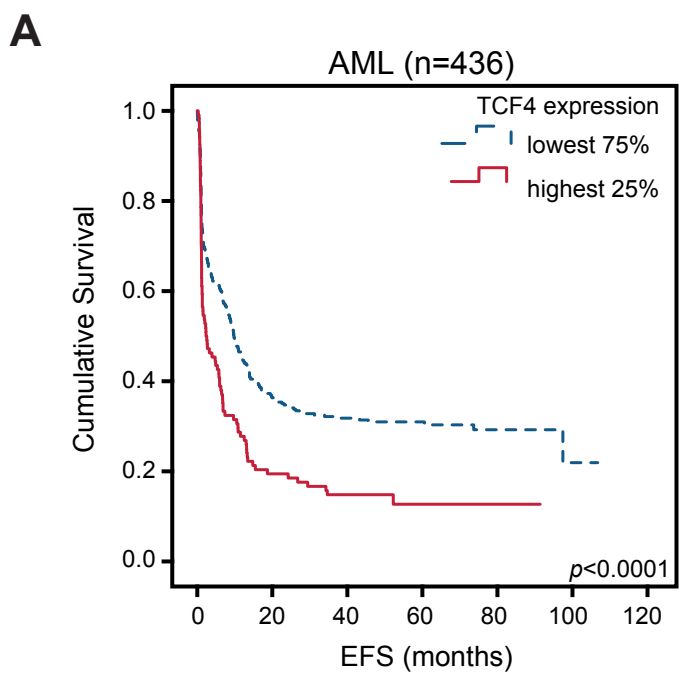 A
AML (n=436)
TCF4 expression
lowest 75%
highest 25%
Cumulative Survival
1.0
0.8
0.6
0.4
0.2
0.0
p<0.0001
0 20 40 60 80 100 120
EFS (months)